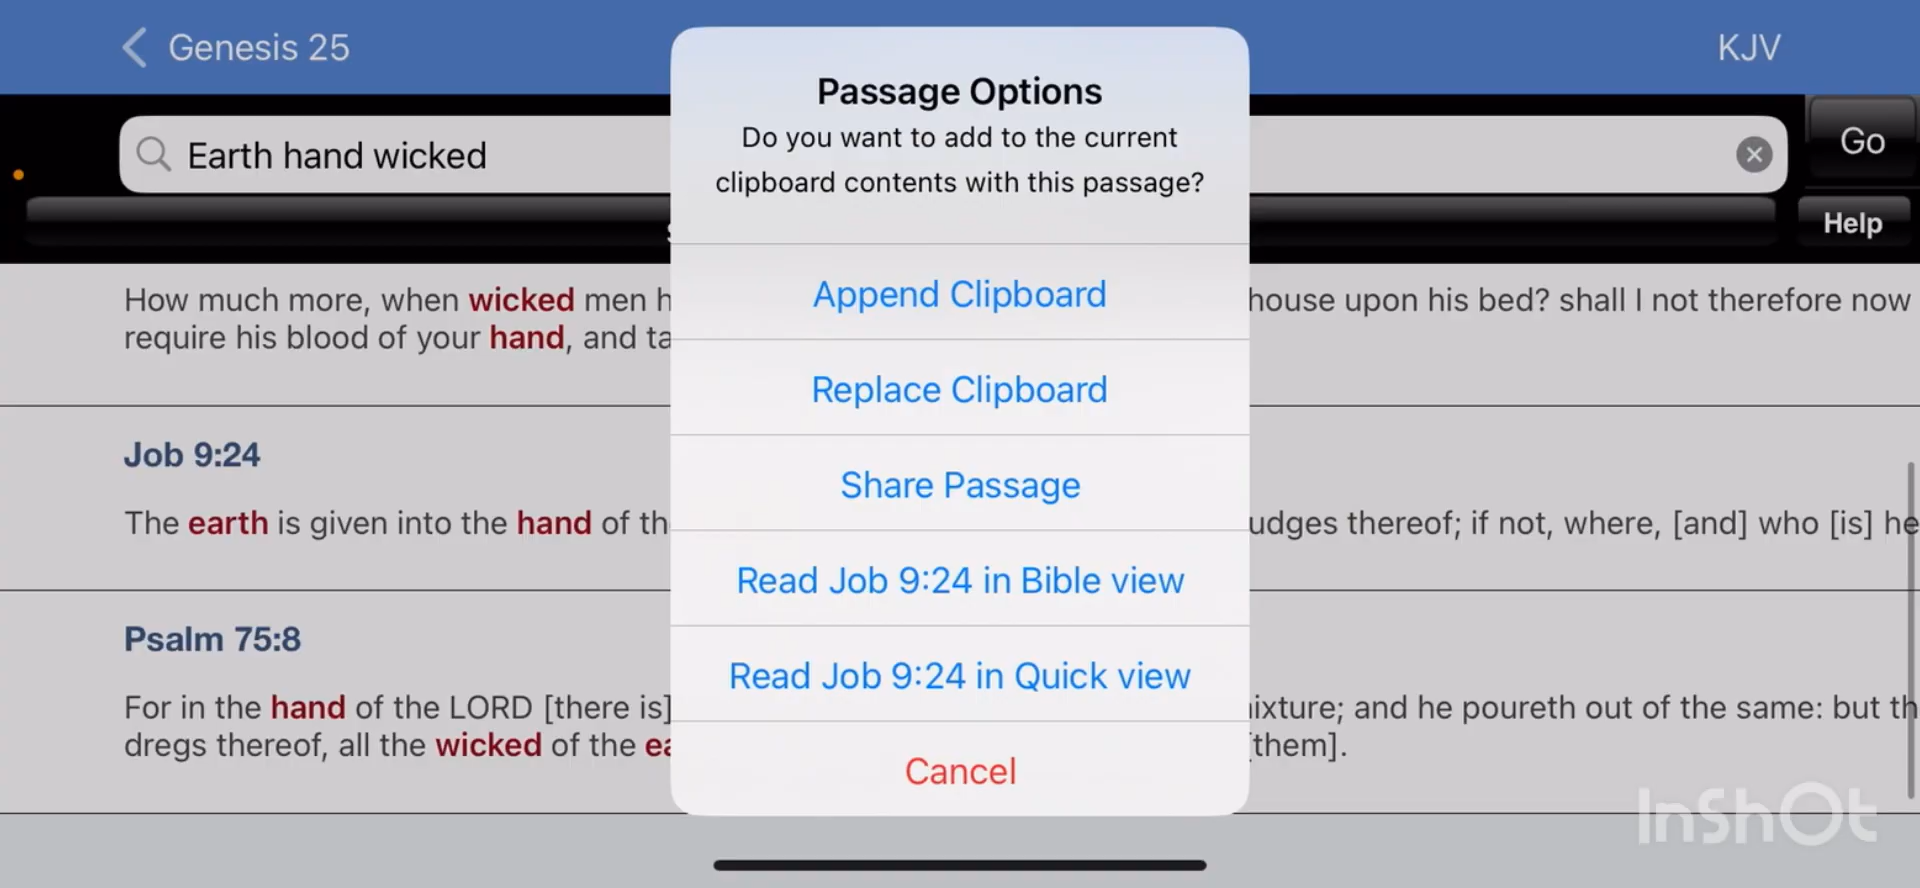 Genesis 25
KJV
Passage Options
Do you want to add to the current
clipboard contents with this passage?
Earth hand wicked
Go
Help
Append Clipboard
Replace Clipboard
Share Passage
Read Job 9:24 in Bible view
Read Job 9:24 in Quick view
Cancel
How much more, when wicked men h house upon his bed? shall I not therefore now
require his blood of your hand, and ta
Job 9:24
The earth is given into the hand of th udges thereof; if not, where, [and] who [is] he
Psalm 75:8
For in the hand of the LORD [there is] ixture; and he poureth out of the same: but th
dregs thereof, all the wicked of the ea [them].
InShOt